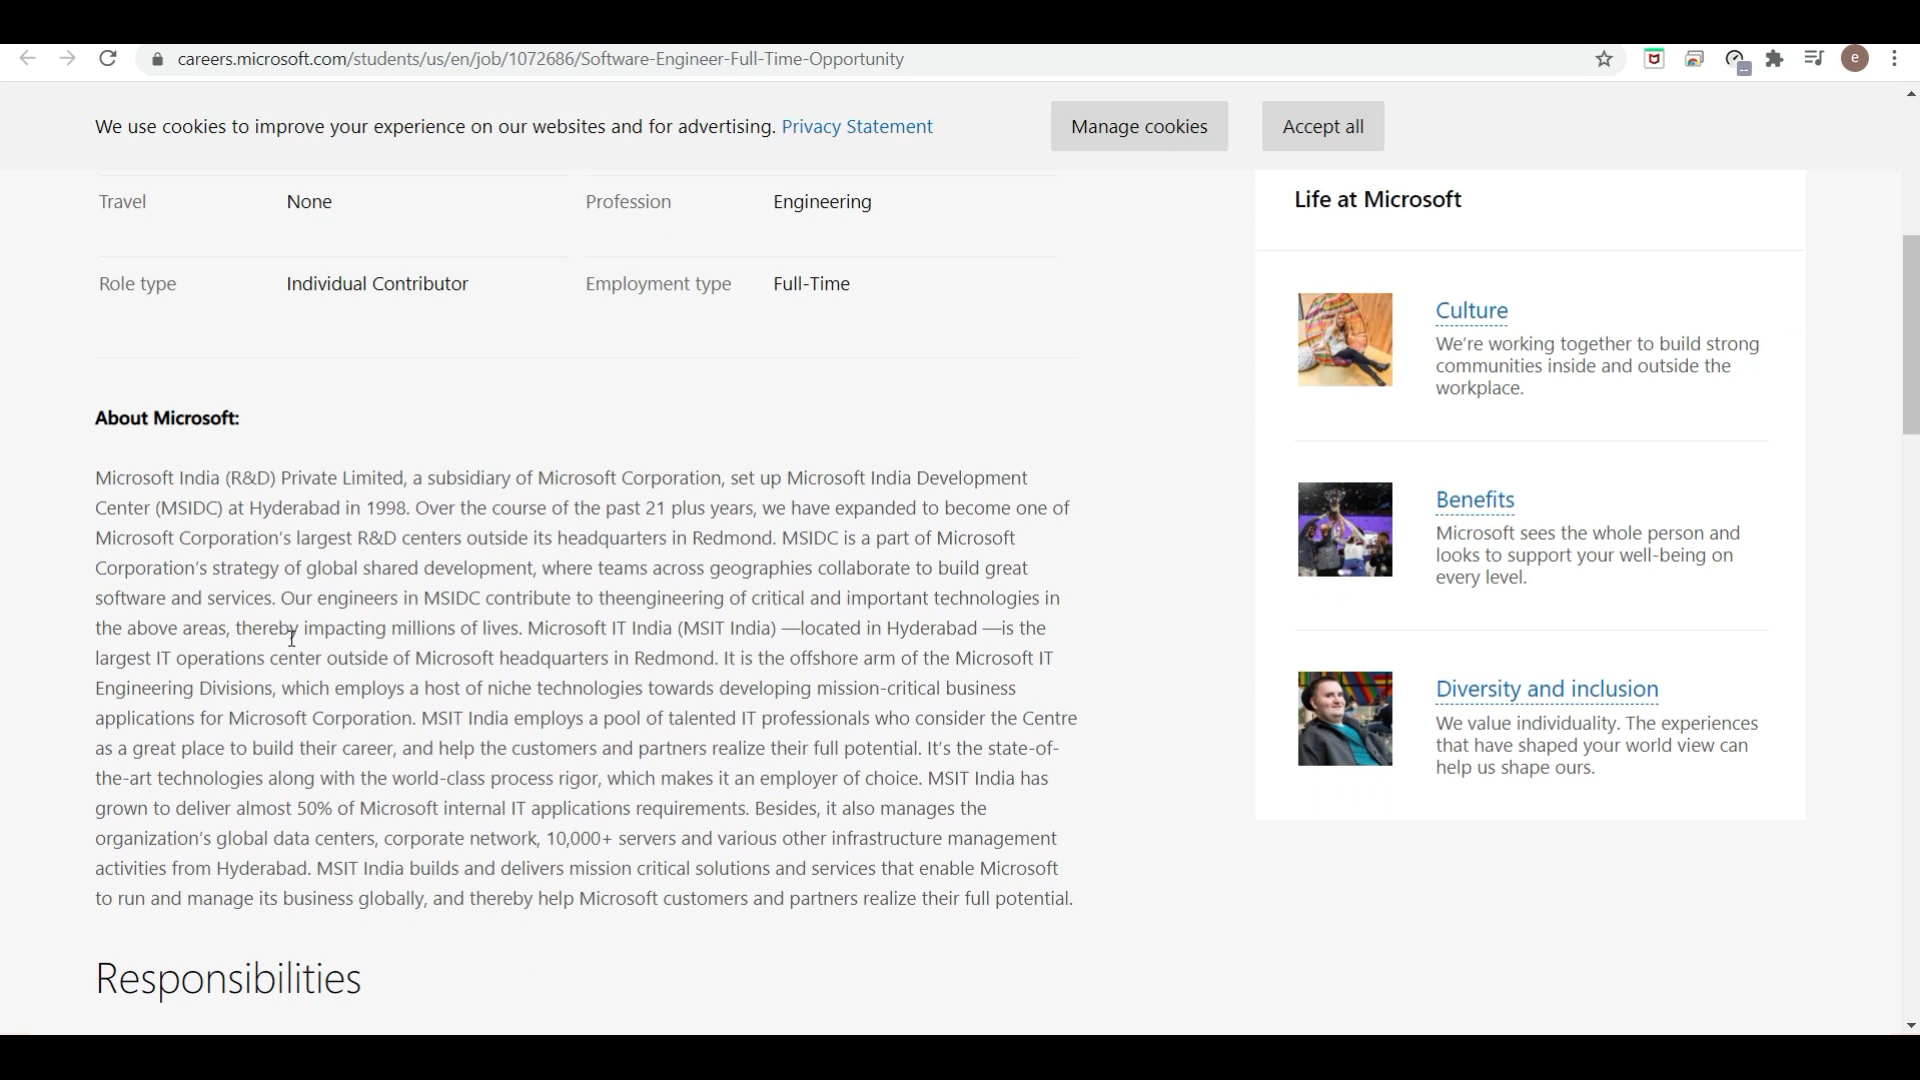 careers.microsoft.com/students/us/en/job/1072686/Software-Engineer-Full-Time-Opportunity
e
We use cookies to improve your experience on our websites and for advertising. Privacy Statement
Manage cookies
Accept all
Travel None Profession Engineering
Role type Individual Contributor Employment type Full-Time
About Microsoft:
Microsoft India (R&D) Private Limited, a subsidiary of Microsoft Corporation, set up Microsoft India Development
Center (MSIDC) at Hyderabad in 1998. Over the course of the past 21 plus years, we have expanded to become one of
Microsoft Corporation's largest R&D centers outside its headquarters in Redmond. MSIDC is a part of Microsoft
Corporation's strategy of global shared development, where teams across geographies collaborate to build great
software and services. Our engineers in MSIDC contribute to theengineering of critical and important technologies in
the above areas, thereby impacting millions of lives. Microsoft IT India (MSIT India) —located in Hyderabad —is the
largest IT operations center outside of Microsoft headquarters in Redmond. It is the offshore arm of the Microsoft IT
Engineering Divisions, which employs a host of niche technologies towards developing mission-critical business
applications for Microsoft Corporation. MSIT India employs a pool of talented IT professionals who consider the Centre
as a great place to build their career, and help the customers and partners realize their full potential. It's the state-of-
the-art technologies along with the world-class process rigor, which makes it an employer of choice. MSIT India has
grown to deliver almost 50% of Microsoft internal IT applications requirements. Besides, it also manages the
organization's global data centers, corporate network, 10,000+ servers and various other infrastructure management
activities from Hyderabad. MSIT India builds and delivers mission critical solutions and services that enable Microsoft
to run and manage its business globally, and thereby help Microsoft customers and partners realize their full potential.
Responsibilities
Life at Microsoft
Culture
We're working together to build strong
communities inside and outside the
workplace.
Benefits
Microsoft sees the whole person and
looks to support your well-being on
every level.
Diversity and inclusion
We value individuality. The experiences
that have shaped your world view can
help us shape ours.